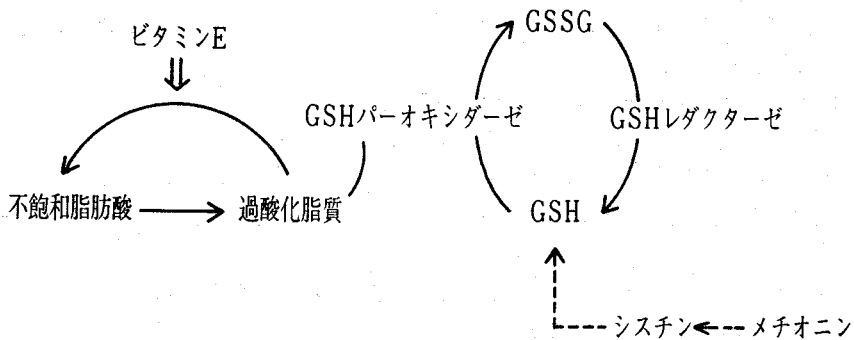 ビタミンE
GSSG
GSHパーオキシダーゼ
GSHレダクターゼ
不飽和脂肪酸
過酸化脂質
GSH
シスチン
メチオニン